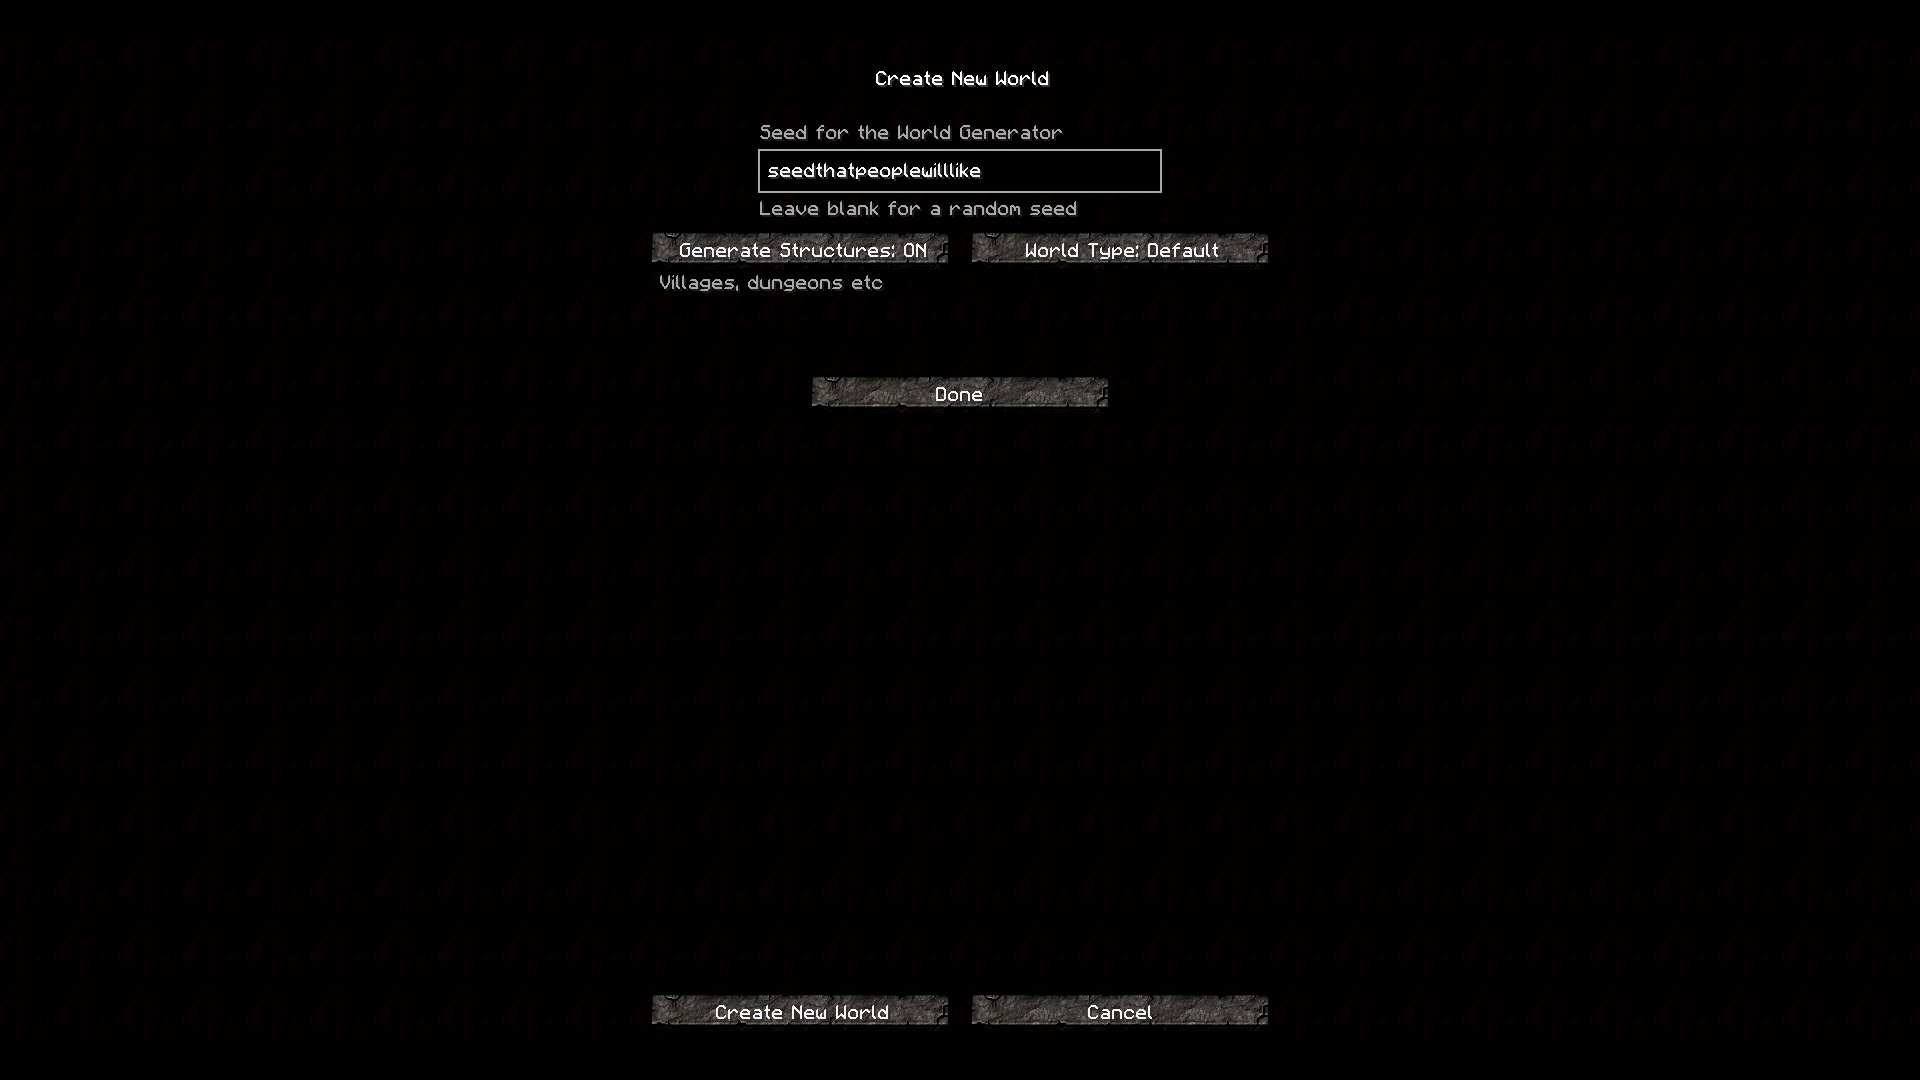 Create New World
Seed for the World Generator
seedthatpeoplewilllike
Leave blank for a random seed
Generate Structures: ON
World Type: Default
Villages, dungeons etc
Done
Create New World
Cancel